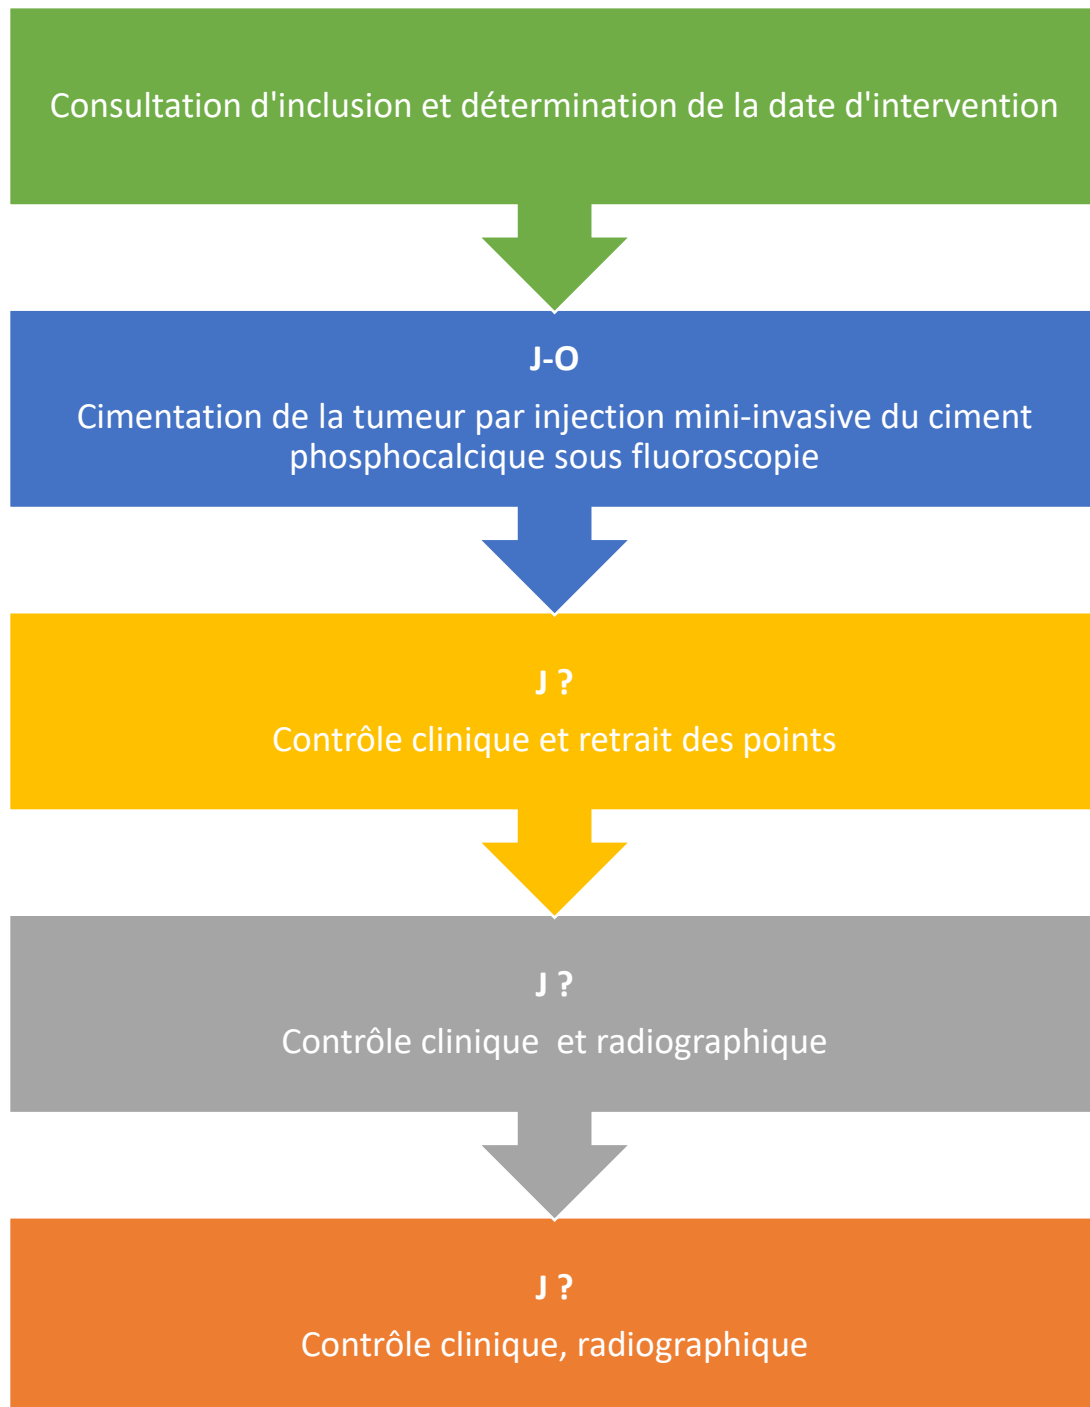 Consultation d'inclusion et détermination de la date d'intervention
J-O
Cimentation de la tumeur par injection mini-invasive du ciment
phosphocalcique sous fluoroscopie
J ?
Contrôle clinique et retrait des points
J ?
Contrôle clinique  et radiographique
J ?
Contrôle clinique, radiographique